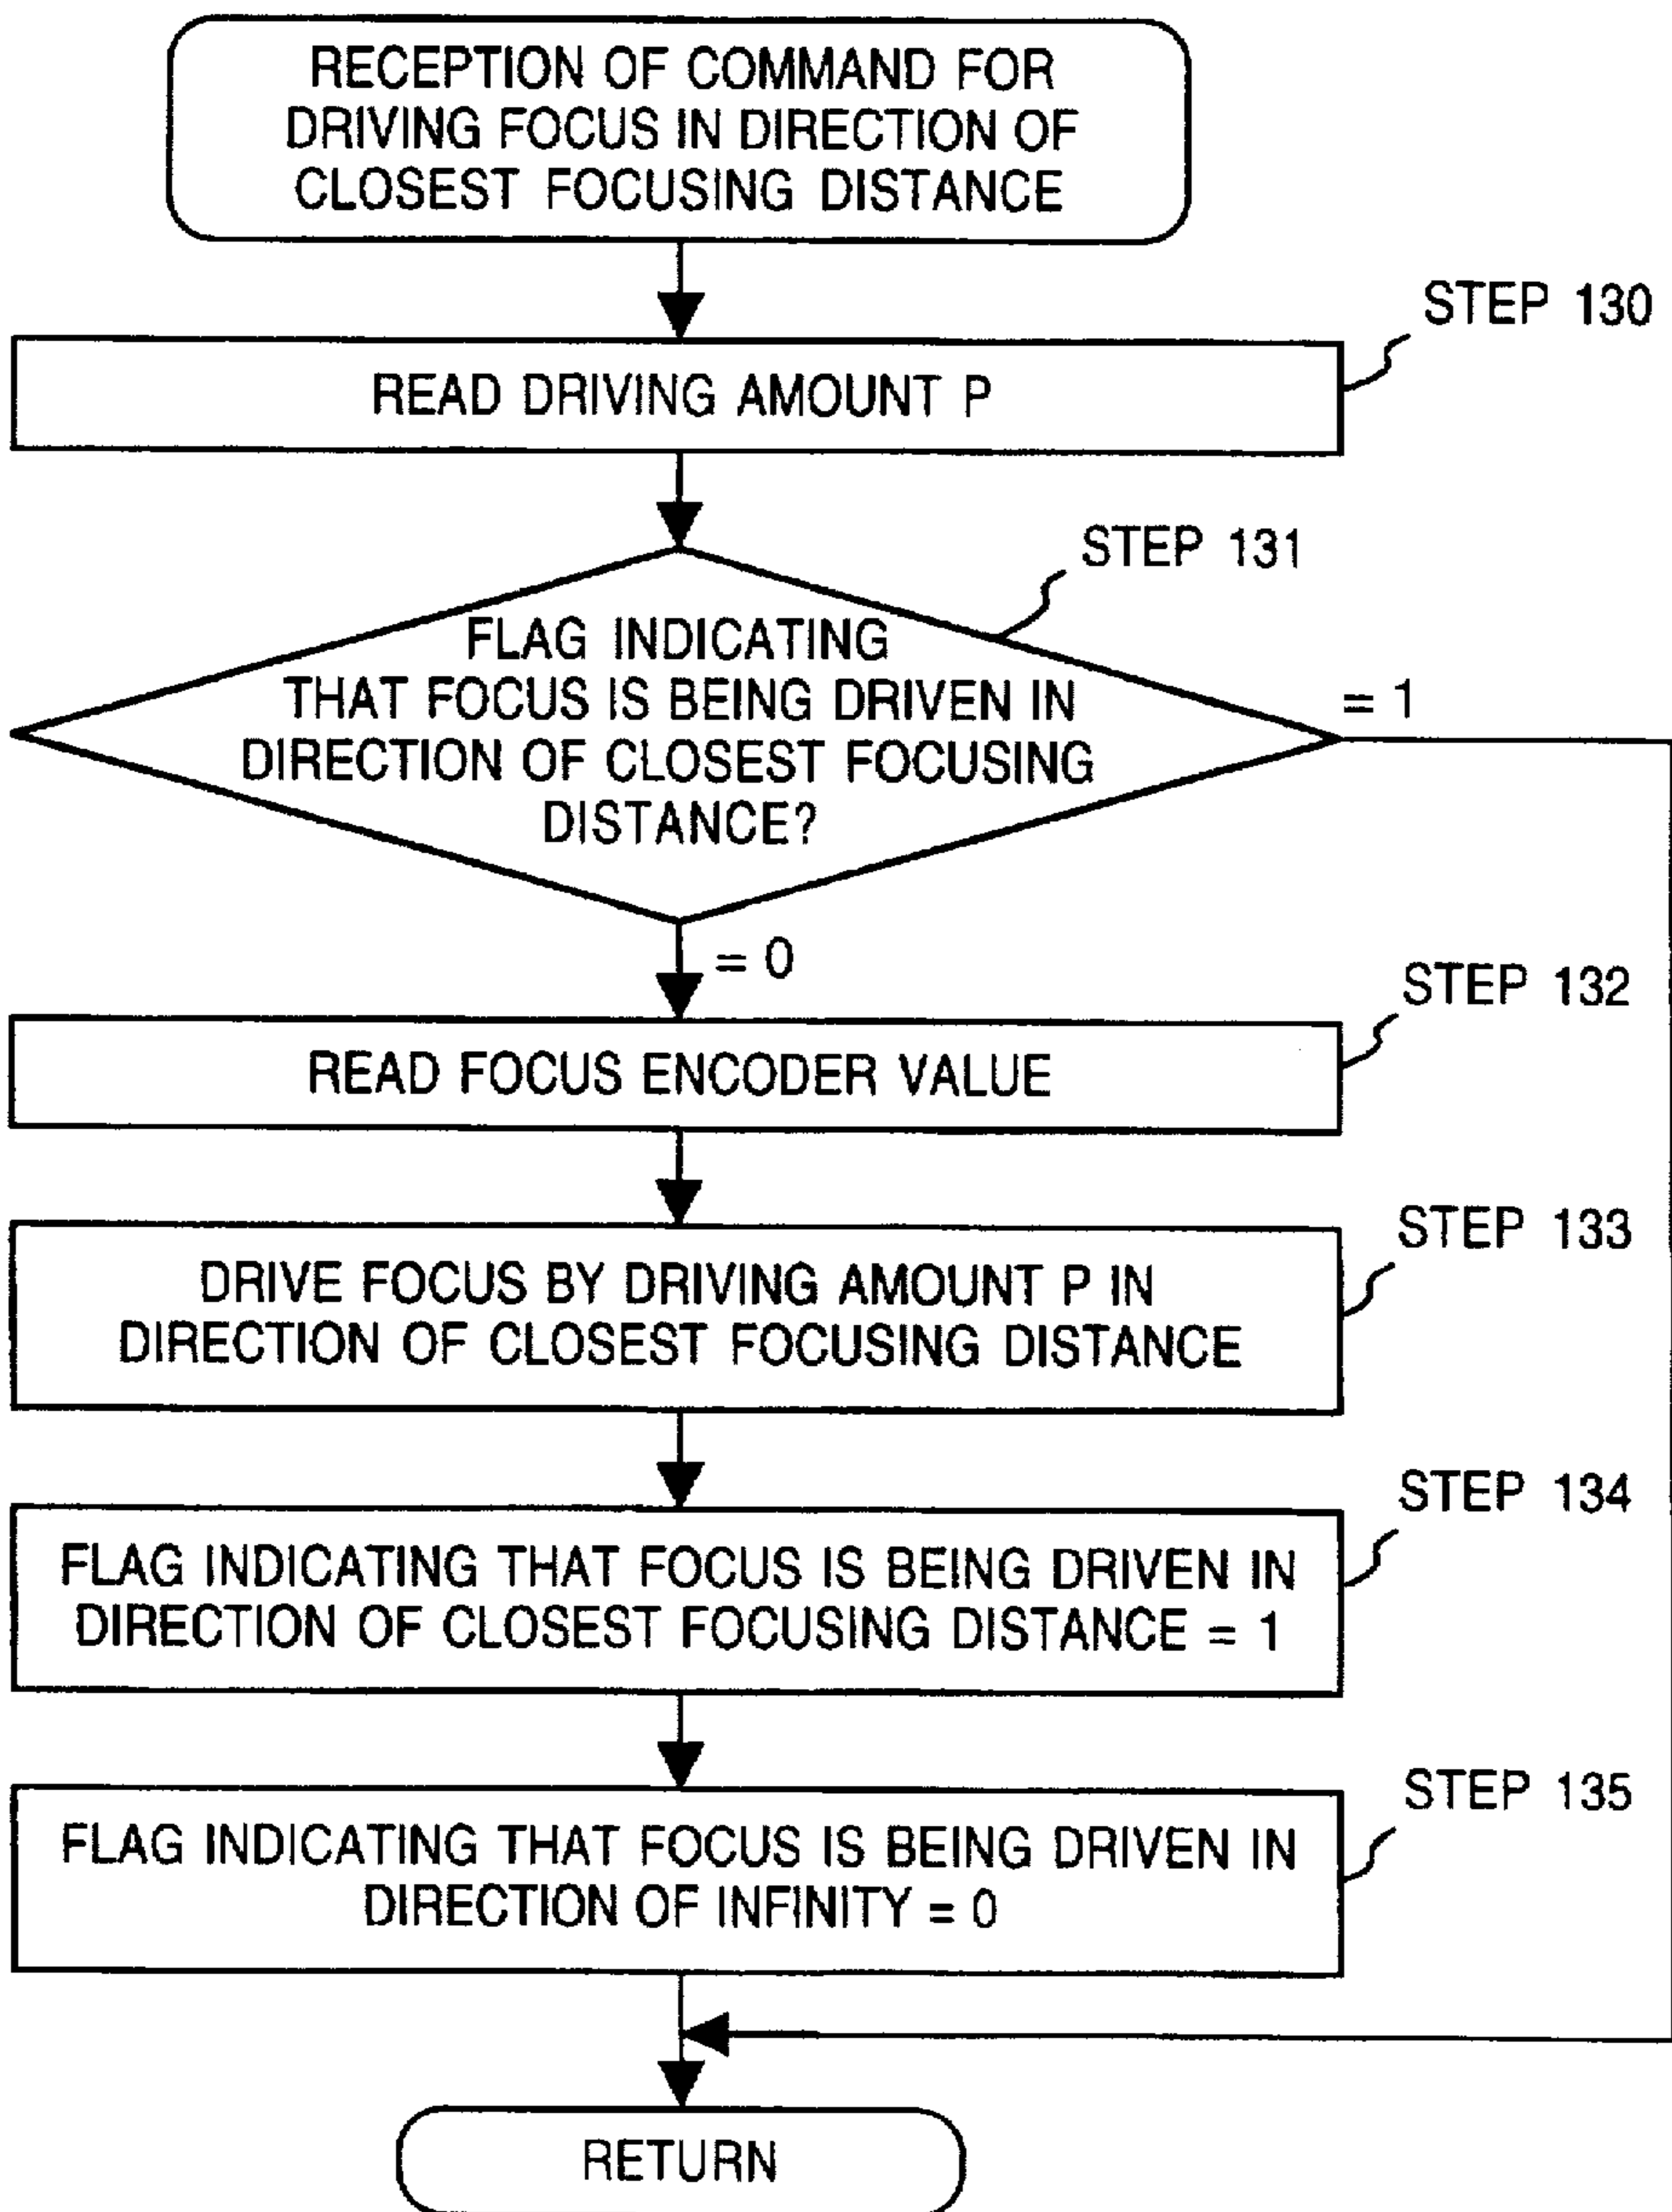 RECEPTION OF COMMAND FOR
DRIVING FOCUS IN DIRECTION OF
CLOSEST FOCUSING DISTANCE
STEP 130
READ DRIVING AMOUNT P
STEP 131
FLAG INDICATING
THAT FOCUS IS BEING DRIVEN IN
DIRECTION OF CLOSEST FOCUSING
DISTANCE?
= 1
= 0
STEP 132
READ FOCUS ENCODER VALUE
STEP 133
DRIVE FOCUS BY DRIVING AMOUNT P IN
DIRECTION OF CLOSEST FOCUSING DISTANCE
STEP 134
FLAG INDICATING THAT FOCUS IS BEING DRIVEN IN
DIRECTION OF CLOSEST FOCUSING DISTANCE = 1
STEP 135
FLAG INDICATING THAT FOCUS IS BEING DRIVEN IN
DIRECTION OF INFINITY = 0
RETURN